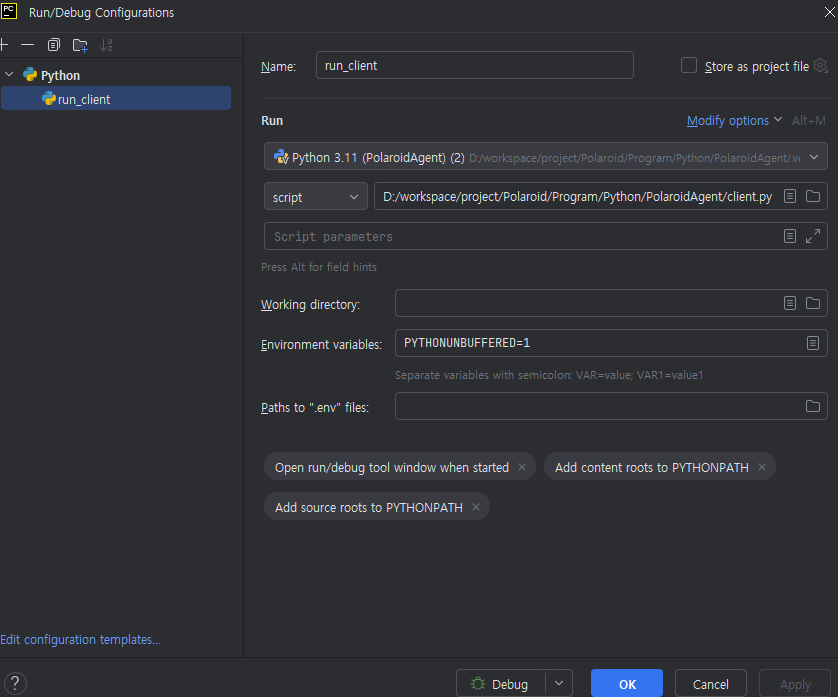 PC Run/Debug Configurations
Python
run_client
Name: run_client Store as project file
Run Modify options Alt+M
Python 3.11 (PolaroidAgent) (2) D:/workspace/project/Polaroid/Program/Python/PolaroidAgent/.v
script D:/workspace/project/Polaroid/Program/Python/PolaroidAgent/client.py
Script parameters
Press Alt for field hints
Working directory:
Environment variables: PYTHONUNBUFFERED=1
Separate variables with semicolon: VAR=value; VAR1=value1
Paths to ".env" files:
Open run/debug tool window when started × Add content roots to PYTHONPATH ×
Add source roots to PYTHONPATH ×
Edit configuration templates...
? Debug OK Cancel Apply